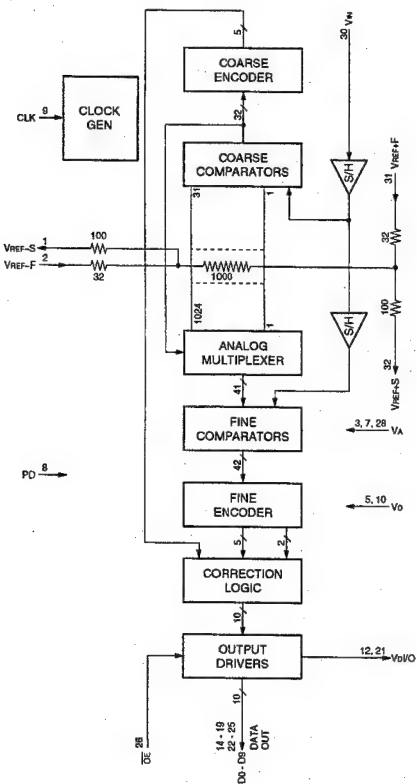 5
COARSE
ENCODER
32
30 VIN
CLK 9
CLOCK
GEN
COARSE
COMPARATORS
S/H
31 VREF+F
31
1
32
VREF-S 1
100
VREF-F 2
32
1000
100
1024
1
S/H
32 VREF+S
ANALOG
MULTIPLEXER
41
FINE
COMPARATORS
3, 7, 28 VA
42
PD 8
FINE
ENCODER
5, 10 VD
5
2
CORRECTION
LOGIC
10
OUTPUT
DRIVERS
12, 21 VDI/O
10
OE 26
14 - 19
22 - 25
D0 - D9
DATA
OUT